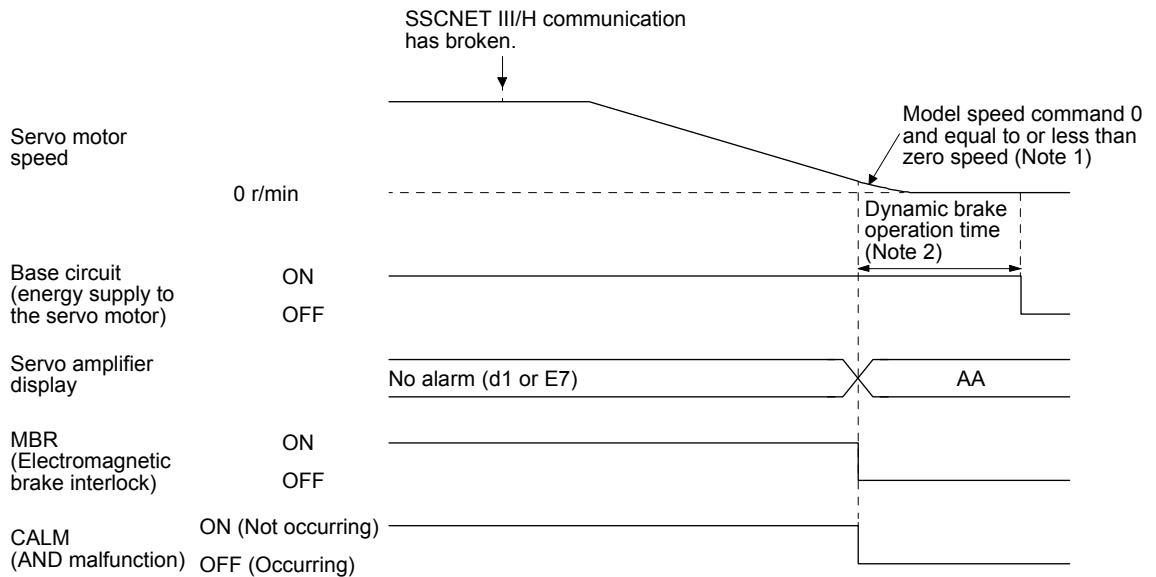 SSCNET III/H communication
has broken.
Model speed command 0
and equal to or less than
zero speed (Note 1)
Servo motor
speed
0 r/min
Dynamic brake
operation time
(Note 2)
Base circuit
(energy supply to
the servo motor)
ON
OFF
Servo amplifier
display
No alarm (d1 or E7)
AA
MBR
(Electromagnetic
brake interlock)
ON
OFF
CALM
(AND malfunction)
ON (Not occurring)
OFF (Occurring)